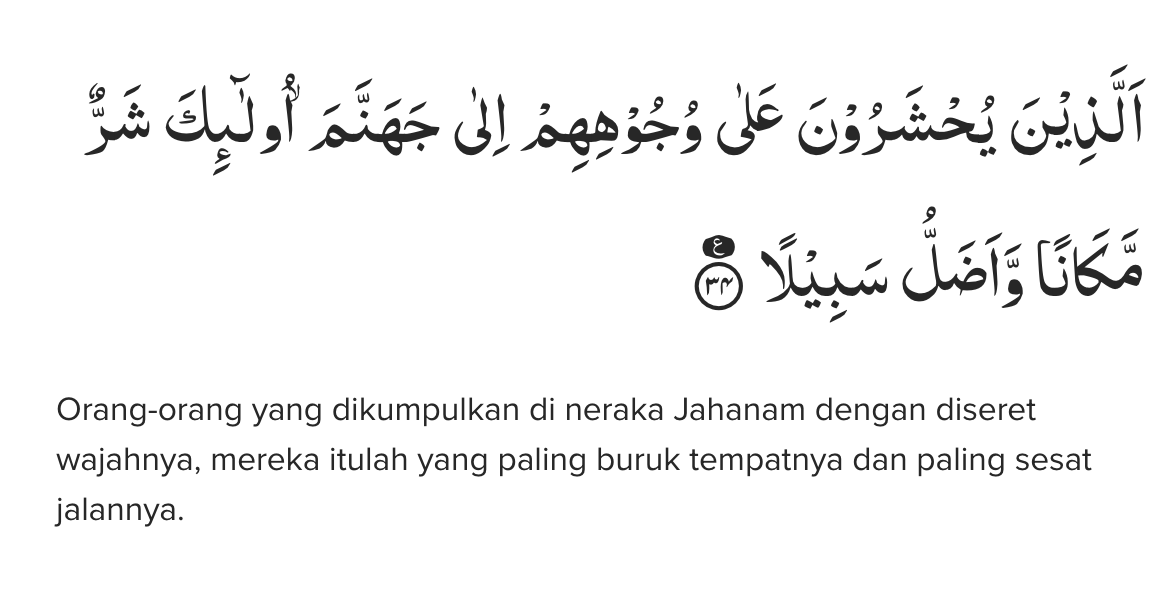 اَلَّذِيْنَ يُحْشَرُوْنَ عَلٰى وُجُوْهِهِمْ اِلٰى جَهَنَّمَۙ اُولٰۤىِٕكَ شَرٌّ
مَّكَانًا وَّاَضَلُّ سَبِيْلًا ࣖ ۝٣٤
Orang-orang yang dikumpulkan di neraka Jahanam dengan diseret
wajahnya, mereka itulah yang paling buruk tempatnya dan paling sesat
jalannya.